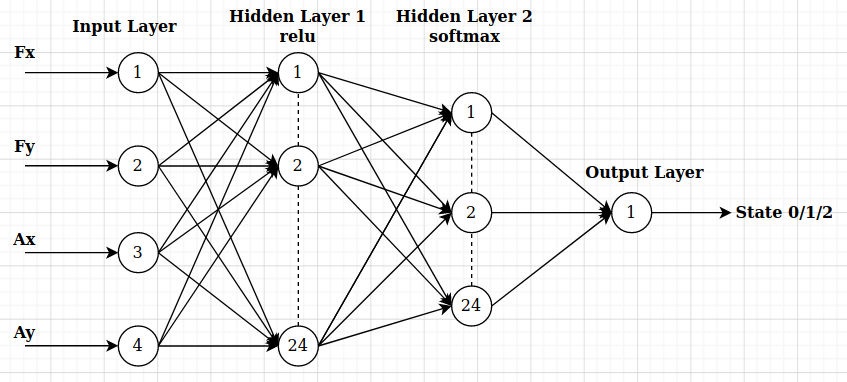 Input Layer
Hidden Layer 1
relu
Hidden Layer 2
softmax
Output Layer
Fx
Fy
Ax
Ay
1
2
3
4
1
2
24
1
2
24
1
State 0/1/2